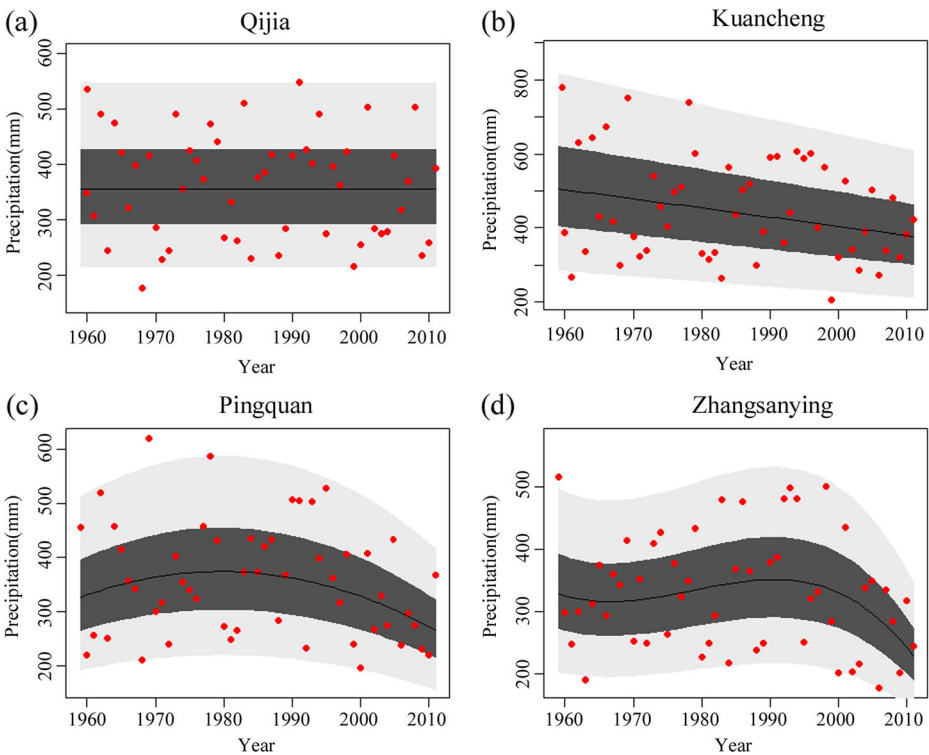 (a) Qijia
Precipitation(mm)
600
500
400
300
200
1960 1970 1980 1990 2000 2010
Year
(b) Kuancheng
Precipitation(mm)
800
600
400
200
1960 1970 1980 1990 2000 2010
Year
(c) Pingquan
Precipitation(mm)
600
500
400
300
200
1960 1970 1980 1990 2000 2010
Year
(d) Zhangsanying
Precipitation(mm)
500
400
300
200
1960 1970 1980 1990 2000 2010
Year